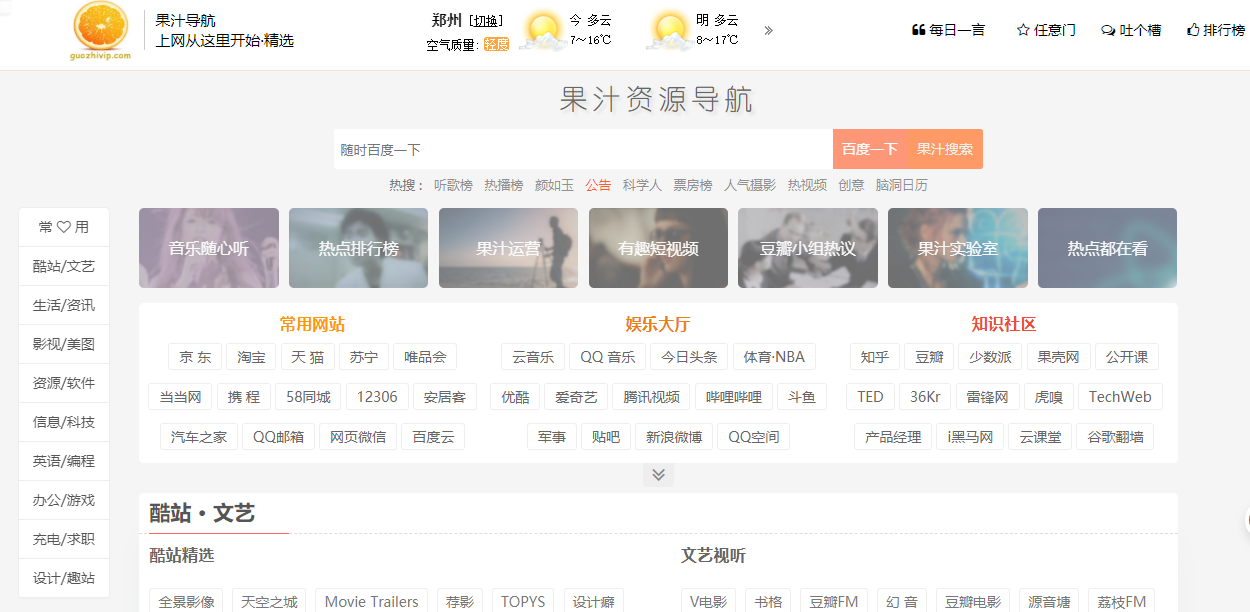 果汁导航
上网从这里开始·精选
guozhivip.com
郑州 [切换]
空气质量: 轻度
今 多云
7～16℃
明 多云
8～17℃
»
每日一言 任意门 吐个槽 排行榜
果汁资源导航
随时百度一下 百度一下 果汁搜索
热搜： 听歌榜 热播榜 颜如玉 公告 科学人 票房榜 人气摄影 热视频 创意 脑洞日历
常 用
酷站/文艺
生活/资讯
影视/美图
资源/软件
信息/科技
英语/编程
办公/游戏
充电/求职
设计/趣站
音乐随心听 热点排行榜 果汁运营 有趣短视频 豆瓣小组热议 果汁实验室 热点都在看
常用网站
京 东 淘宝 天 猫 苏宁 唯品会
当当网 携 程 58同城 12306 安居客
汽车之家 QQ邮箱 网页微信 百度云
娱乐大厅
云音乐 QQ 音乐 今日头条 体育·NBA
优酷 爱奇艺 腾讯视频 哔哩哔哩 斗鱼
军事 贴吧 新浪微博 QQ空间
知识社区
知乎 豆瓣 少数派 果壳网 公开课
TED 36Kr 雷锋网 虎嗅 TechWeb
产品经理 i黑马网 云课堂 谷歌翻墙
酷站・文艺
酷站精选
全景影像 天空之城 Movie Trailers 荐影 TOPYS 设计癖
文艺视听
V电影 书格 豆瓣FM 幻 音 豆瓣电影 源音塘 荔枝FM